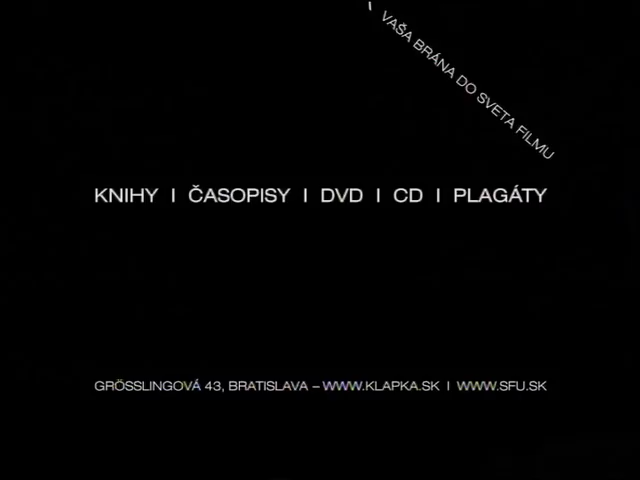 VAŠA BRÁNA DO SVETA FILMU
KNIHY | ČASOPISY | DVD | CD | PLAGÁTY
GRÖSSLINGOVÁ 43, BRATISLAVA – WWW.KLAPKA.SK | WWW.SFU.SK